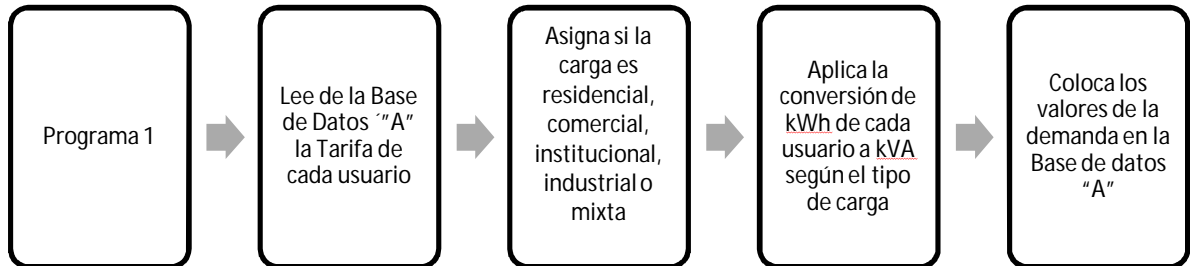 Programa 1
Lee de la Base
de Datos ´”A”
la Tarifa de
cada usuario
Asigna si la
carga es
residencial,
comercial,
institucional,
industrial o
mixta
Aplica la
conversión de
kWh de cada
usuario a kVA
según el tipo
de carga
Coloca los
valores de la
demanda en la
Base de datos
“A”